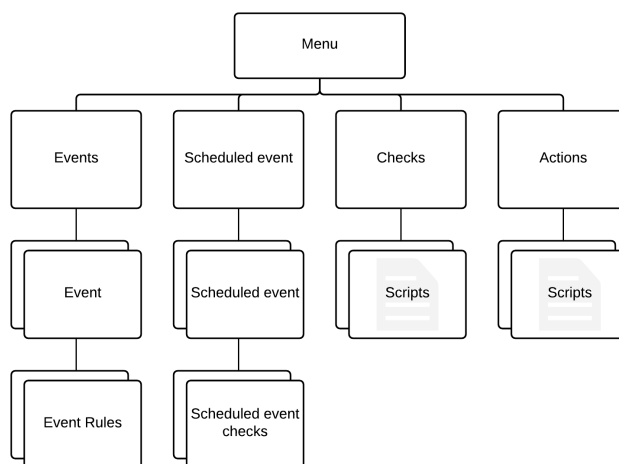 Menu
Events
Scheduled event
Checks
Actions
Event
Scheduled event
Scripts
Scripts
Event Rules
Scheduled event
checks